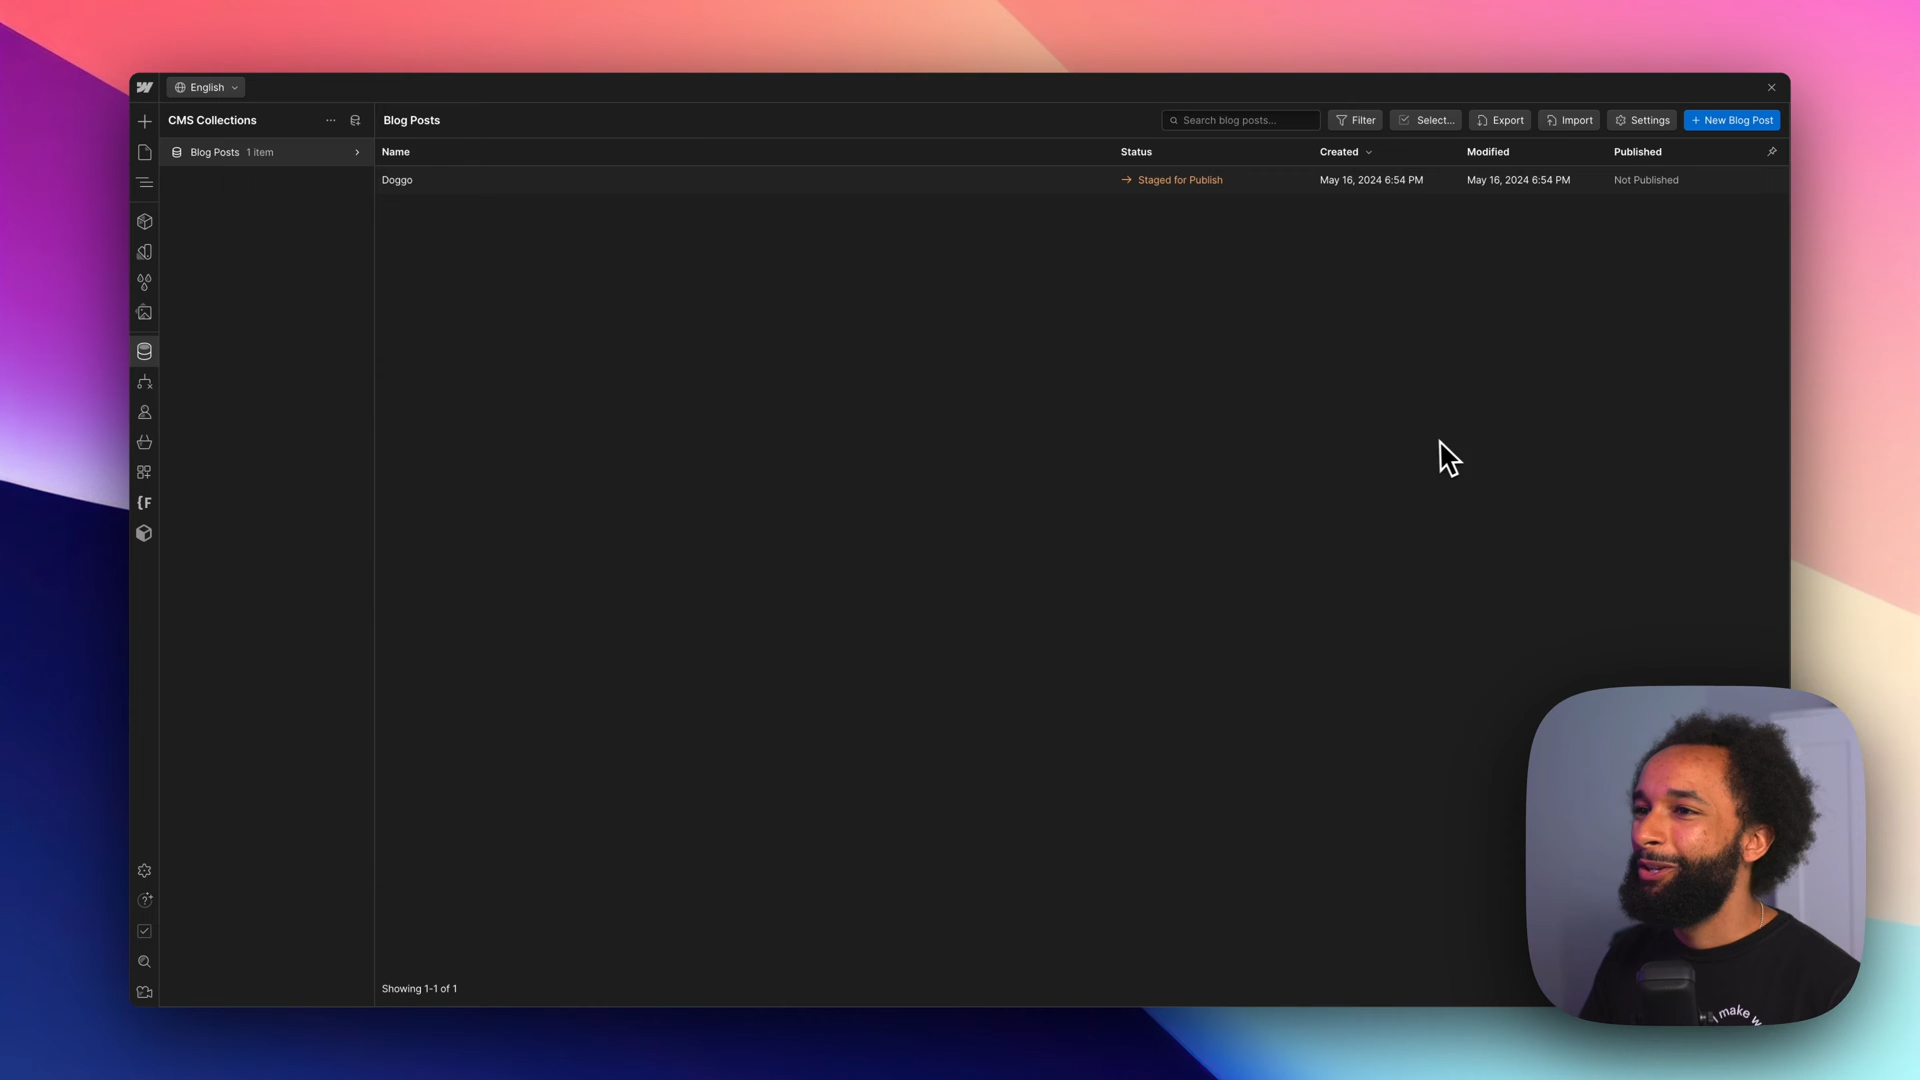 English
CMS Collections
Blog Posts
Search blog posts...
Filter
Select...
Export
Import
Settings
New Blog Post
Blog Posts 1 item
Name
Status
Created
Modified
Published
Doggo
Staged for Publish
May 16, 2024 6:54 PM
May 16, 2024 6:54 PM
Not Published
Showing 1-1 of 1
make